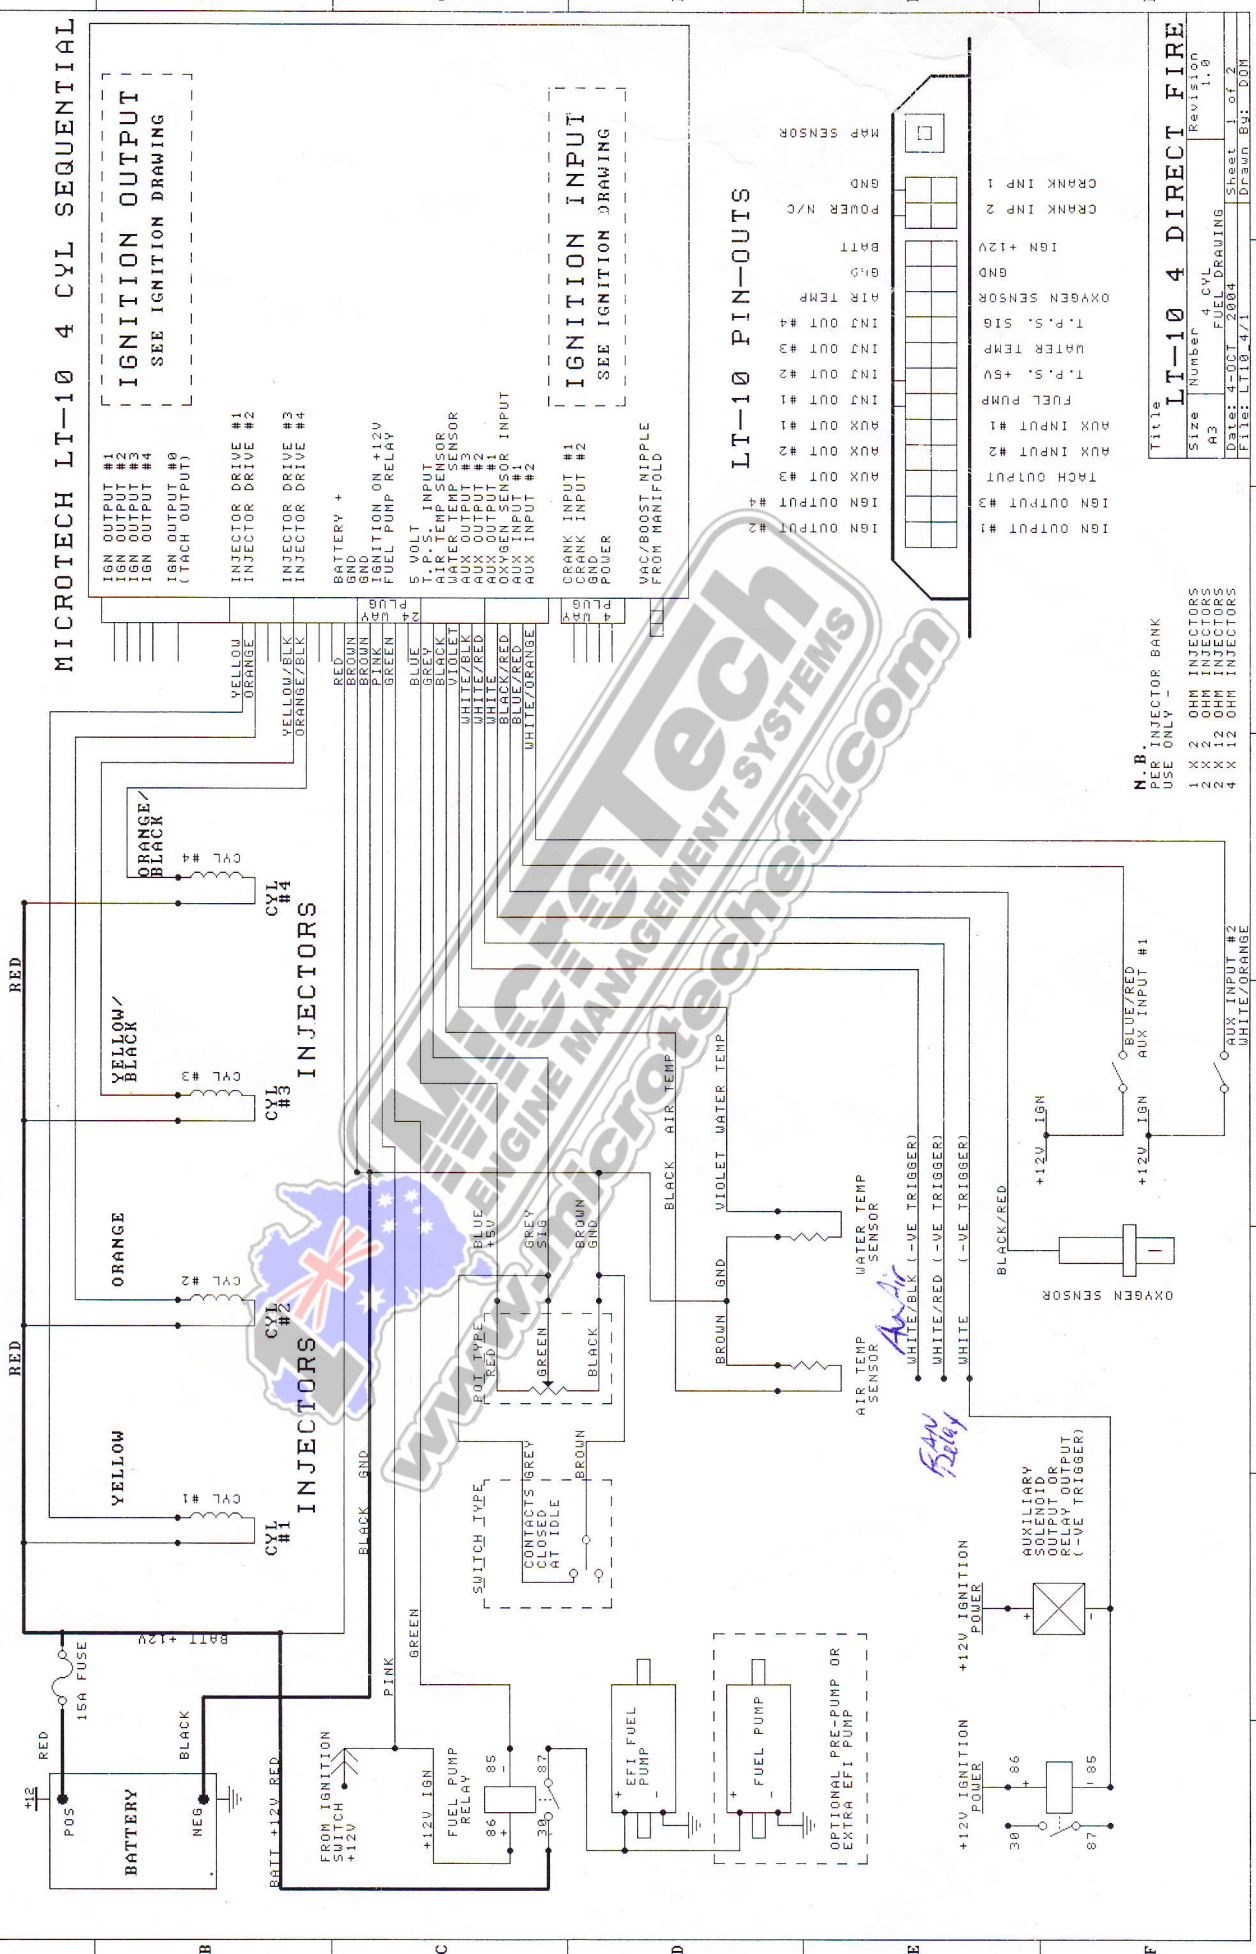 MICROTECH LT-10 4 CYL SEQUENTIAL
IGNITION OUTPUT
SEE IGNITION DRAWING
IGN OUTPUT #1
IGN OUTPUT #2
IGN OUTPUT #3
IGN OUTPUT #4
IGN OUTPUT #0
(TACH OUTPUT)
INJECTOR DRIVE #1
INJECTOR DRIVE #2
INJECTOR DRIVE #3
INJECTOR DRIVE #4
BATTERY +
GND
GND
IGNITION ON +12V
FUEL PUMP RELAY
5 VOLT
T.P.S. INPUT
AIR TEMP SENSOR
WATER TEMP SENSOR
AUX OUTPUT #3
AUX OUTPUT #2
AUX OUTPUT #1
OXYGEN SENSOR INPUT
AUX INPUT #1
AUX INPUT #2
IGNITION INPUT
SEE IGNITION DRAWING
CRANK INPUT #1
CRANK INPUT #2
GND
POWER
VAC/BOOST NIPPLE
FROM MANIFOLD
24 WAY
PLUG
4 WAY
PLUG
YELLOW
ORANGE
YELLOW/BLK
ORANGE/BLK
RED
BROWN
BROWN
PINK
GREEN
BLUE
GREY
BLACK
VIOLET
WHITE/BLK
WHITE/RED
WHITE
BLACK/RED
BLUE/RED
WHITE/ORANGE
RED
RED
YELLOW
CYL #1
CYL
#1
ORANGE
CYL #2
CYL
#2
INJECTORS
YELLOW/
BLACK
CYL #3
CYL
#3
ORANGE/
BLACK
CYL #4
CYL
#4
INJECTORS
+12
POS
NEG
BATTERY
RED
15A FUSE
BLACK
BATT +12V
BATT +12V RED
BLACK GND
FROM IGNITION
SWITCH
+12V
PINK
GREEN
+12V IGN
FUEL PUMP
RELAY
86
+
85
-
30
87
SWITCH TYPE
CONTACTS
CLOSED
AT IDLE
GREY
BROWN
POT TYPE
RED
GREEN
BLACK
BLUE
+5V
GREY
SIG
BROWN
GND
+
-
EFI FUEL
PUMP
+
-
FUEL PUMP
OPTIONAL PRE-PUMP OR
EXTRA EFI PUMP
BLACK AIR TEMP
VIOLET WATER TEMP
BROWN GND
AIR TEMP
SENSOR
WATER TEMP
SENSOR
WHITE/BLK (-VE TRIGGER)
WHITE/RED (-VE TRIGGER)
WHITE (-VE TRIGGER)
FAN
Relay
+12V IGNITION
POWER
30
86
+
87
-
85
+12V IGNITION
POWER
+
-
AUXILIARY
SOLENOID
OUTPUT OR
RELAY OUTPUT
(-VE TRIGGER)
BLACK/RED
OXYGEN SENSOR
+12V IGN
BLUE/RED
AUX INPUT #1
+12V IGN
AUX INPUT #2
WHITE/ORANGE
LT-10 PIN-OUTS
IGN OUTPUT #2
IGN OUTPUT #4
AUX OUT #3
AUX OUT #2
AUX OUT #1
INJ OUT #1
INJ OUT #2
INJ OUT #3
INJ OUT #4
AIR TEMP
GND
BATT
POWER N/C
GND
MAP SENSOR
IGN OUTPUT #1
IGN OUTPUT #3
TACH OUTPUT
AUX INPUT #2
AUX INPUT #1
FUEL PUMP
T.P.S. +5V
WATER TEMP
T.P.S. SIG
OXYGEN SENSOR
GND
IGN +12V
CRANK INP 2
CRANK INP 1
N.B.
PER INJECTOR BANK
USE ONLY -
1 X 2 OHM INJECTORS
2 X 2 OHM INJECTORS
2 X 12 OHM INJECTORS
4 X 12 OHM INJECTORS
Title
LT-10 4 DIRECT FIRE
Size
A3
Number
4 CYL
FUEL DRAWING
Revision
1.0
Date: 4-OCT 2004
Sheet 1 of 2
File: LT10_4/1
Drawn By: DOM
MicroTech
ENGINE MANAGEMENT SYSTEMS
www.microtechefi.com
B
C
D
E
F